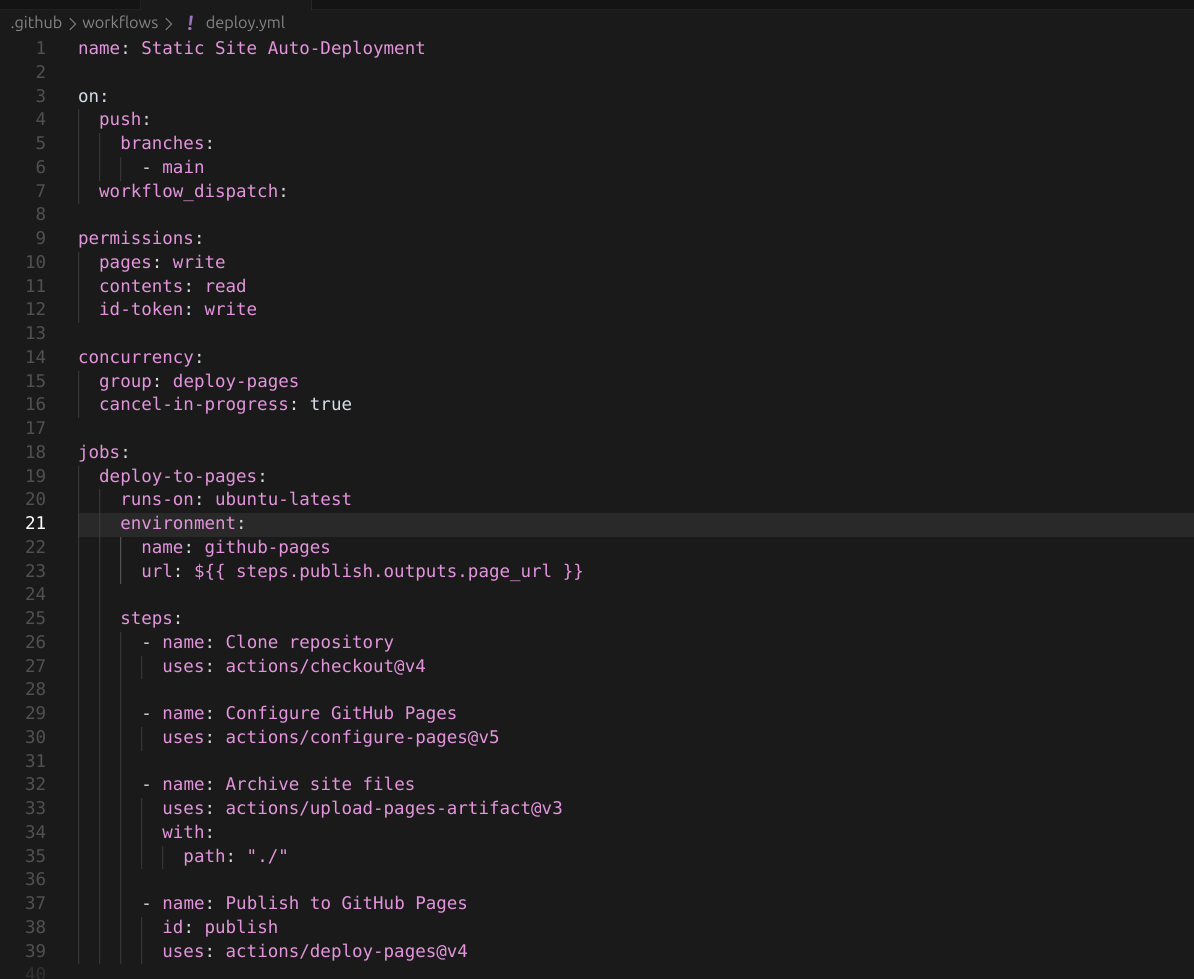 .github > workflows > ! deploy.yml
1 name: Static Site Auto-Deployment
2
3 on:
4   push:
5     branches:
6       - main
7   workflow_dispatch:
8
9 permissions:
10   pages: write
11   contents: read
12   id-token: write
13
14 concurrency:
15   group: deploy-pages
16   cancel-in-progress: true
17
18 jobs:
19   deploy-to-pages:
20     runs-on: ubuntu-latest
21     environment:
22       name: github-pages
23       url: ${{ steps.publish.outputs.page_url }}
24
25     steps:
26       - name: Clone repository
27         uses: actions/checkout@v4
28
29       - name: Configure GitHub Pages
30         uses: actions/configure-pages@v5
31
32       - name: Archive site files
33         uses: actions/upload-pages-artifact@v3
34         with:
35           path: "./"
36
37       - name: Publish to GitHub Pages
38         id: publish
39         uses: actions/deploy-pages@v4
40